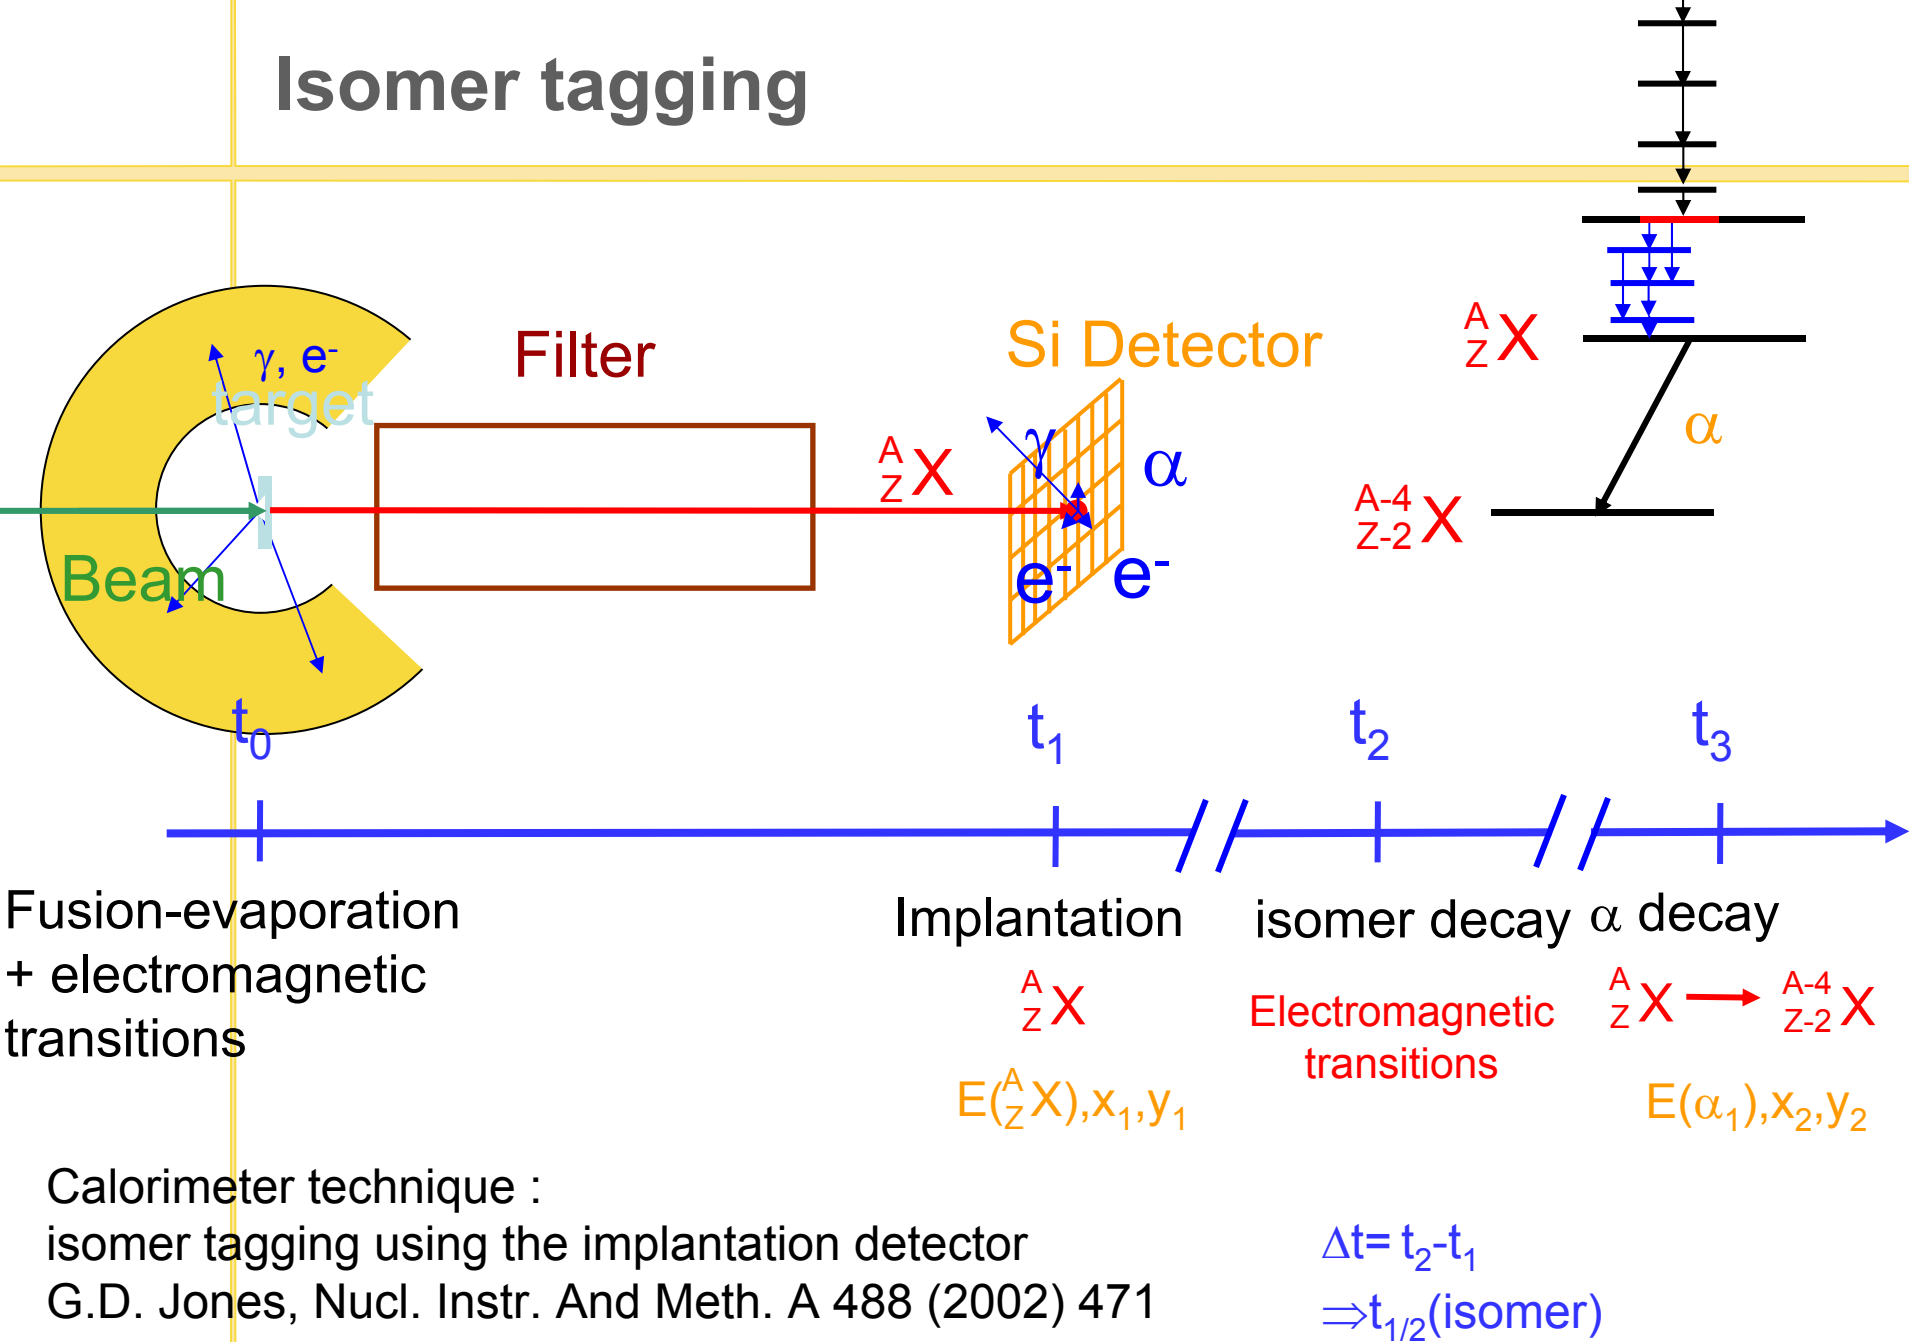 Isomer tagging
γ, e-
target
Beam
Filter
A
Z X
Si Detector
γ
α
e- e-
A
Z X
α
A-4
Z-2 X
t0 t1 t2 t3
Fusion-evaporation
+ electromagnetic
transitions
Implantation
A
Z X
E(A
Z X),x1,y1
isomer decay
Electromagnetic
transitions
α decay
A
Z X → A-4
Z-2 X
E(α1),x2,y2
Calorimeter technique :
isomer tagging using the implantation detector
G.D. Jones, Nucl. Instr. And Meth. A 488 (2002) 471
Δt= t2-t1
⇒t1/2(isomer)